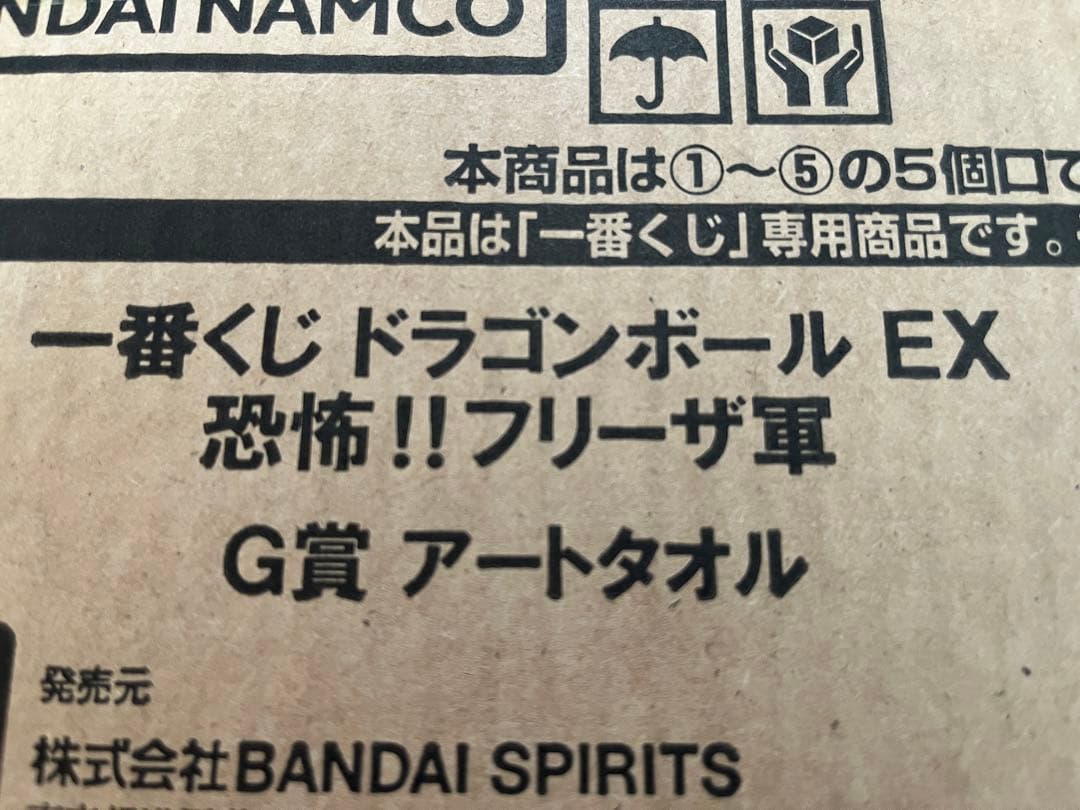 NDAI NAMCO
本商品は①〜⑤の5個口で
本品は「一番くじ」専用商品です。
一番くじ ドラゴンボール EX
恐怖!!フリーザ軍
G賞 アートタオル
発売元
株式会社BANDAI SPIRITS